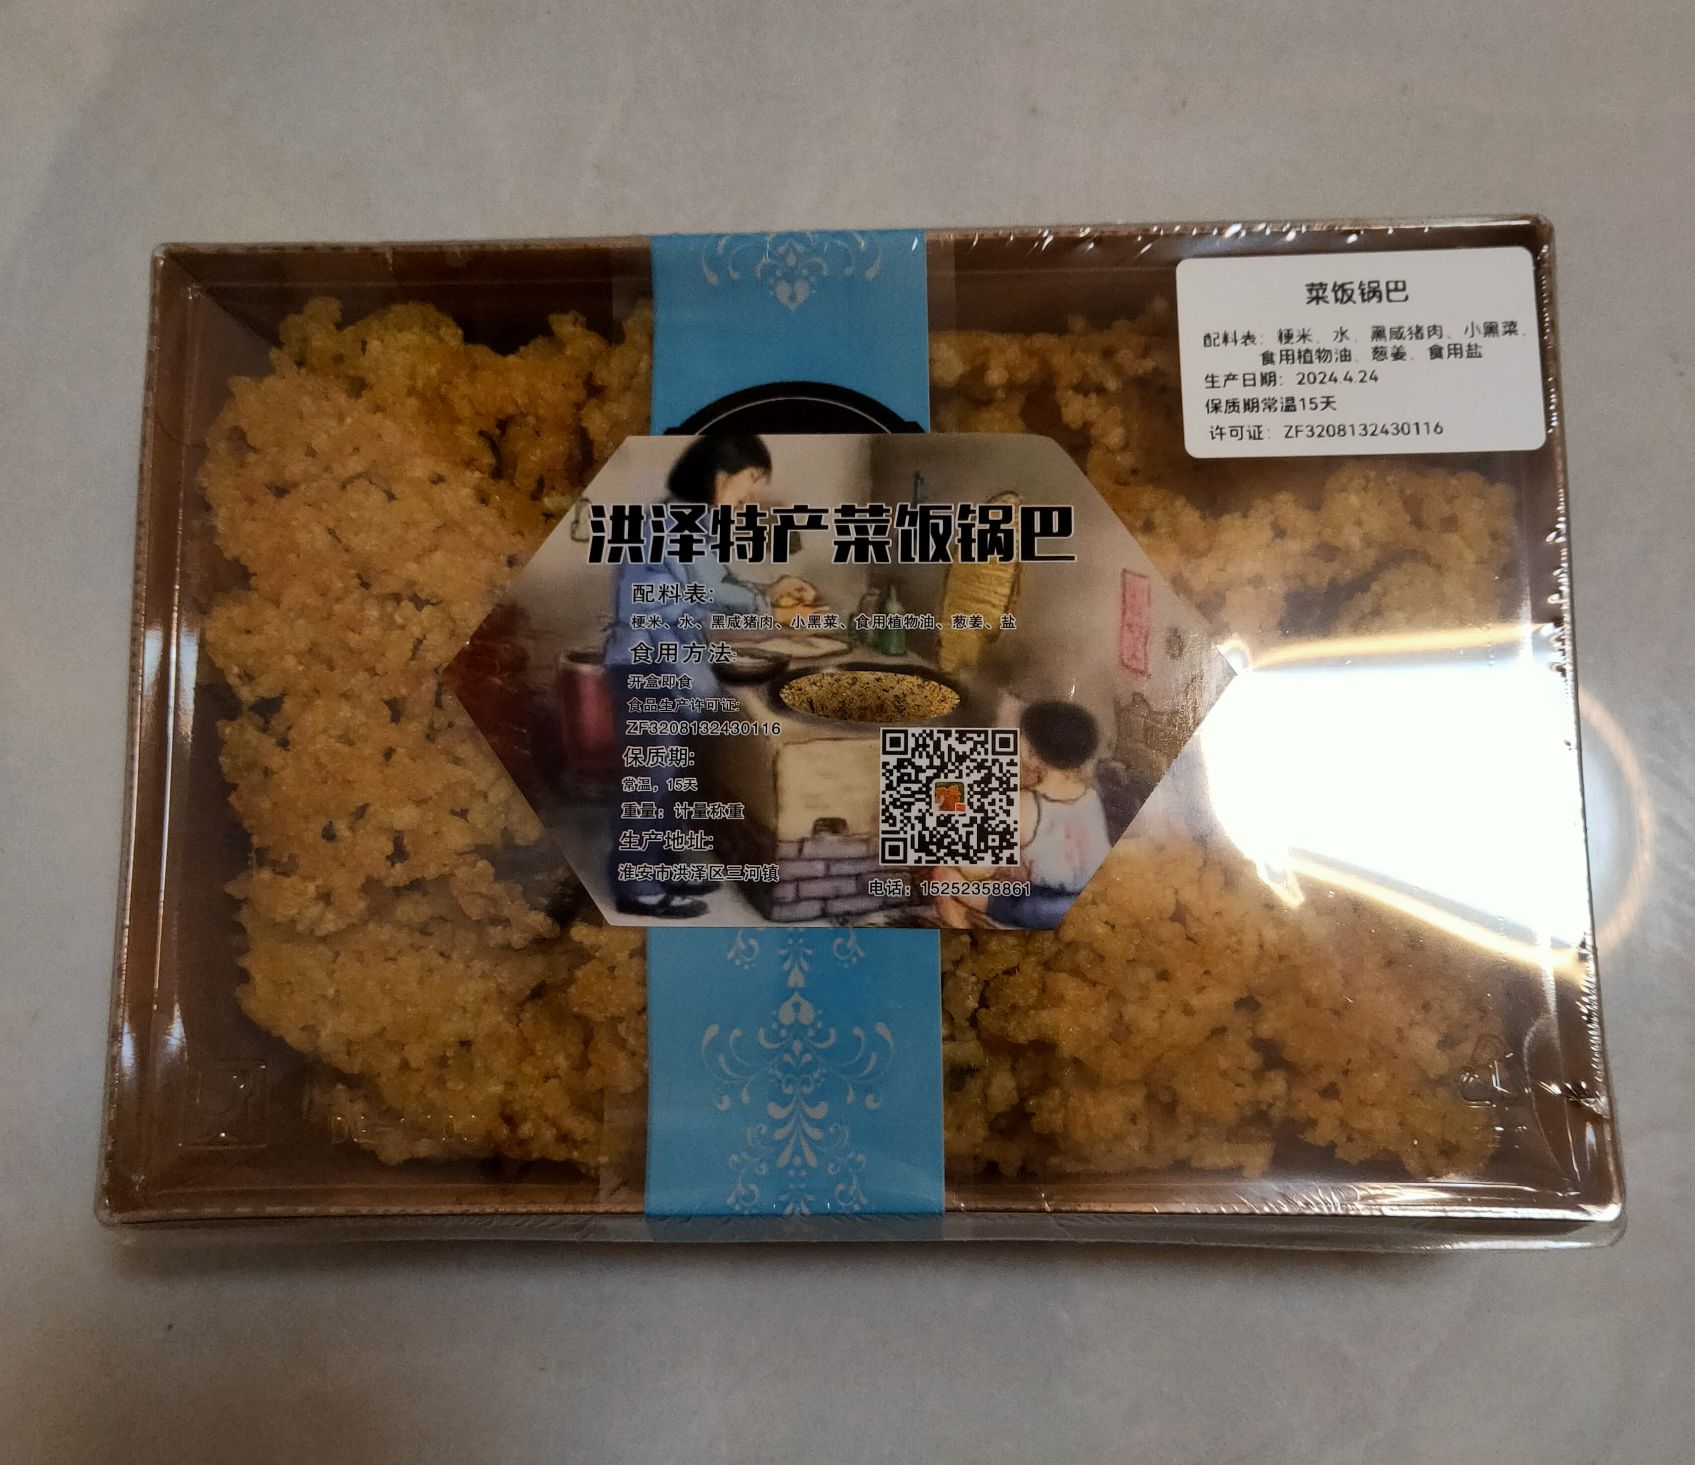 菜饭锅巴
配料表：粳米、水、黑咸猪肉、小黑菜、
食用植物油、葱姜、食用盐
生产日期：2024.4.24
保质期常温15天
许可证：ZF3208132430116
洪泽特产菜饭锅巴
配料表:
粳米、水、黑咸猪肉、小黑菜、食用植物油、葱姜、盐
食用方法:
开盒即食
食品生产许可证:
ZF3208132430116
保质期:
常温，15天
重量：计量称重
生产地址:
淮安市洪泽区三河镇
电话：15252358861